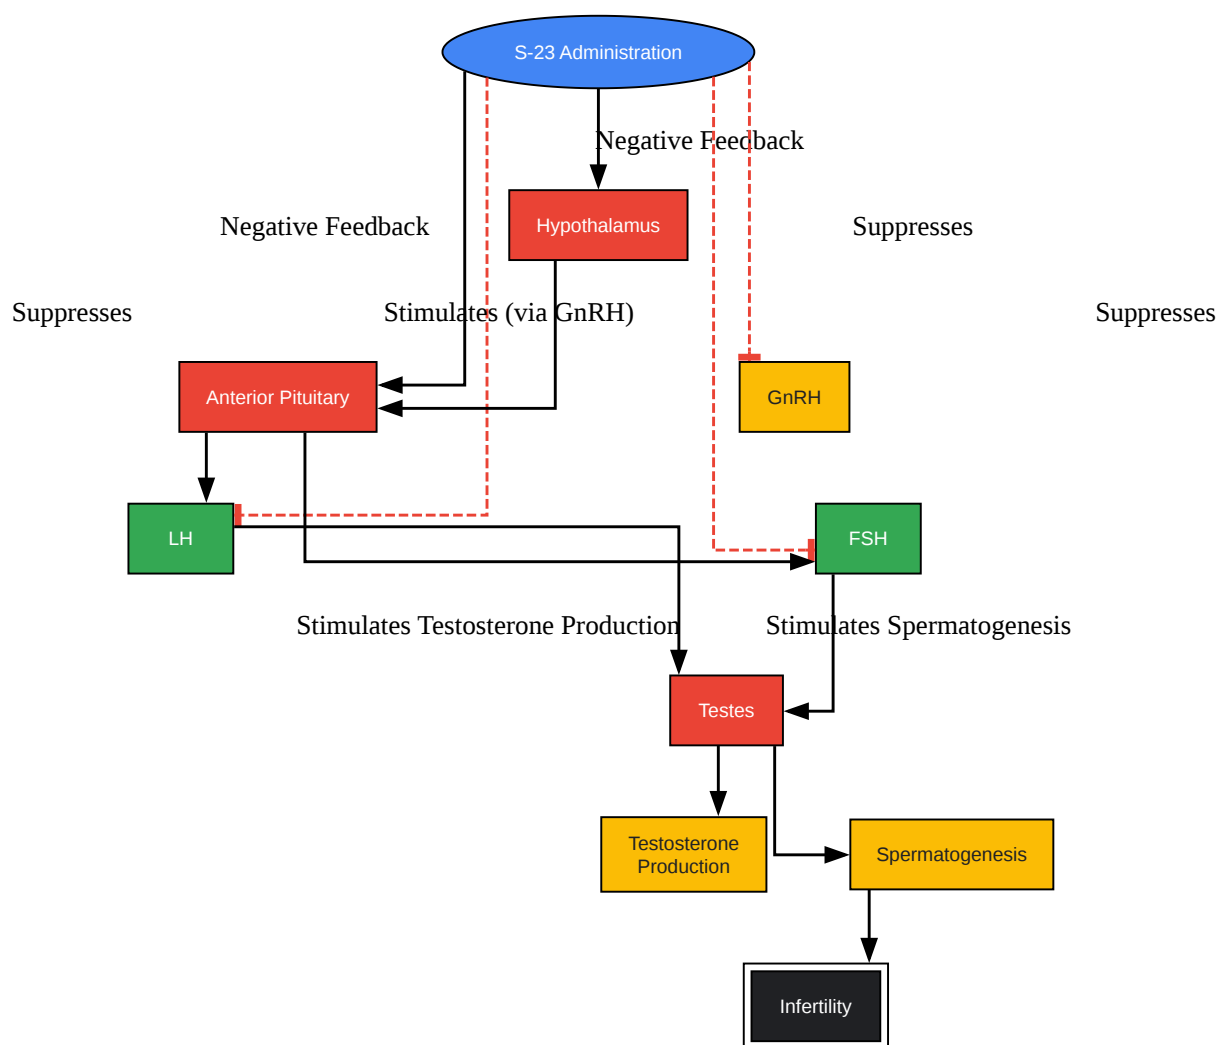 S-23 Administration
Negative Feedback
Hypothalamus
Negative Feedback
Suppresses
Suppresses
Stimulates (via GnRH)
Suppresses
Anterior Pituitary
GnRH
LH
FSH
Stimulates Testosterone Production
Stimulates Spermatogenesis
Testes
Testosterone
Production
Spermatogenesis
Infertility